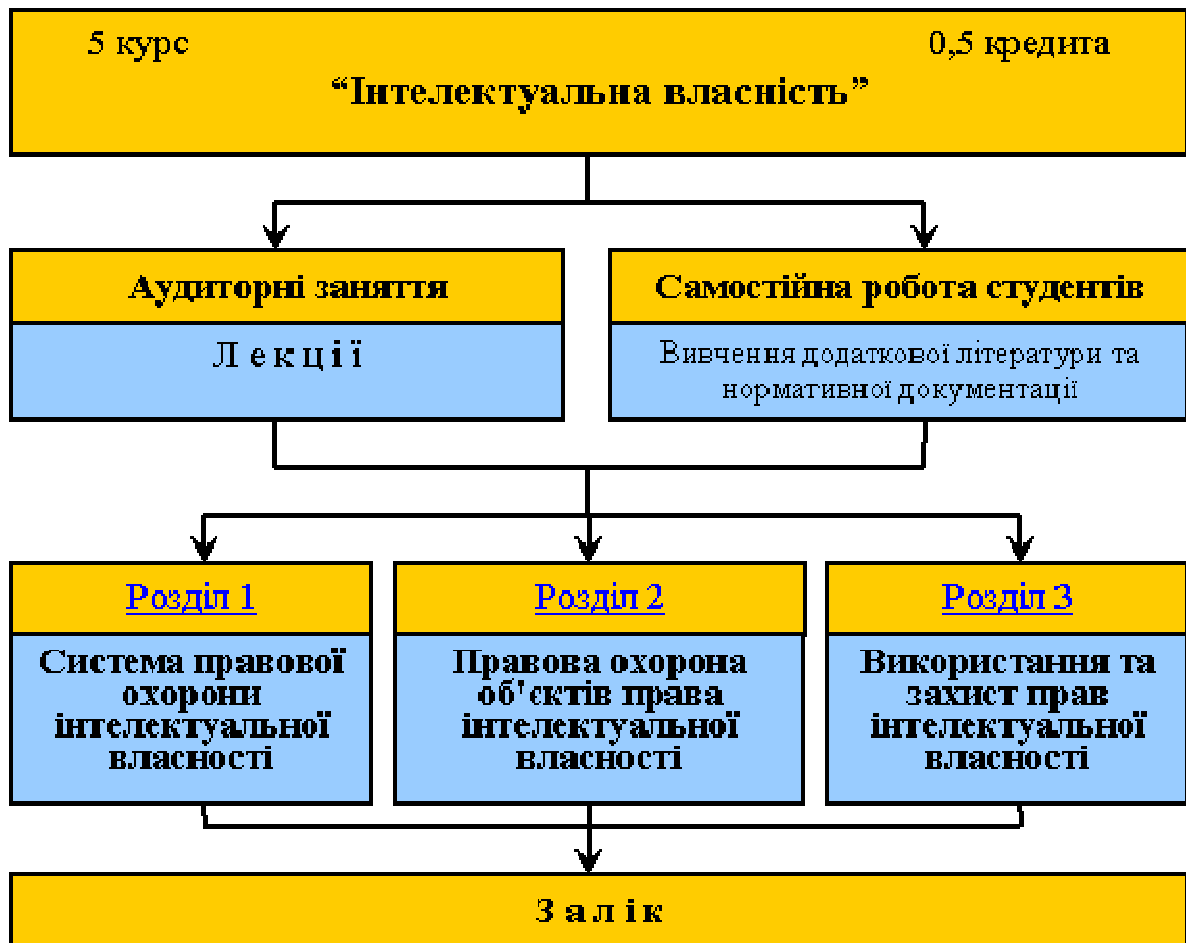 5 курс 0,5 кредита
“Інтелектуальна власність”
Аудиторні заняття
Самостійна робота студентів
Л е к ц і ї
Вивчення додаткової літератури та
нормативної документації
Розділ 1
Розділ 2
Розділ 3
Система правової
охорони
інтелектуальної
власності
Правова охорона
об'єктів права
інтелектуальної
власності
Використання та
захист прав
інтелектуальної
власності
З а л і к